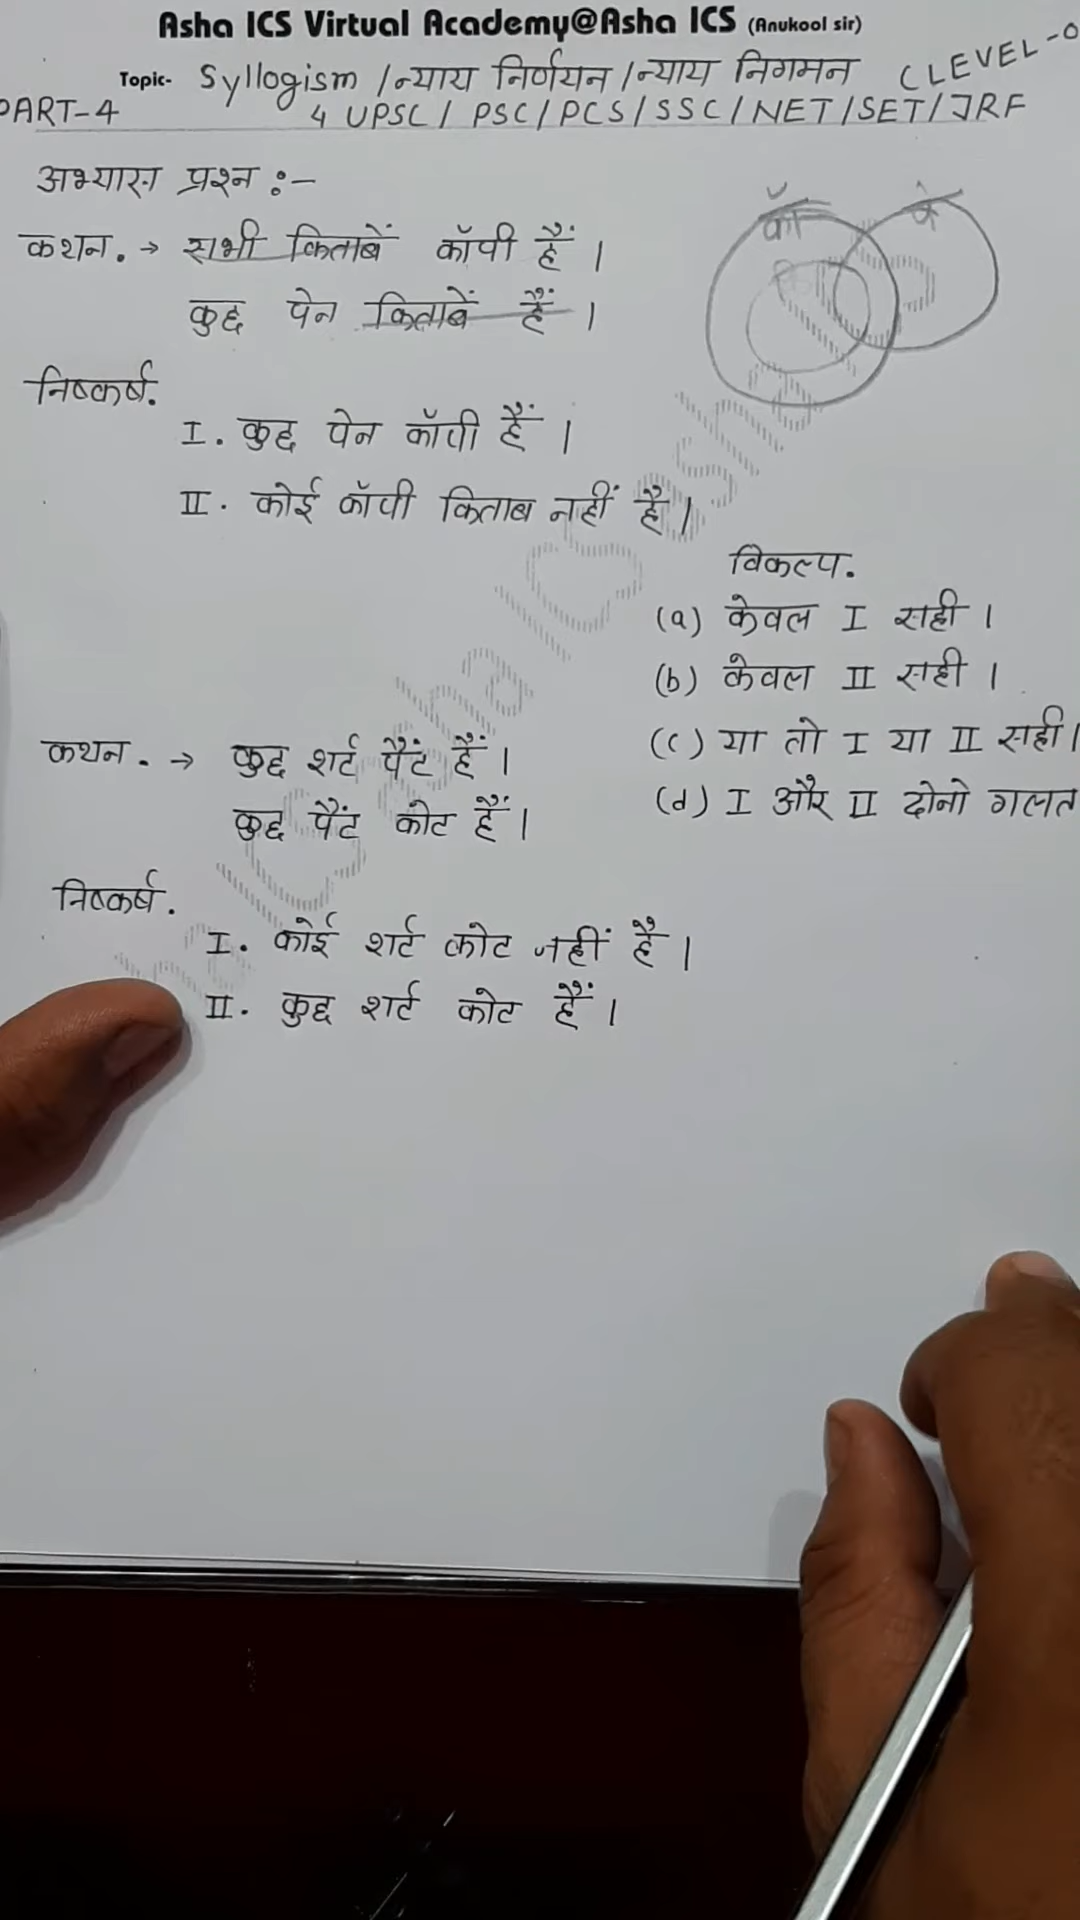 Asha ICS Virtual Academy@Asha ICS (Anukool sir)
Topic- Syllogism / न्याय निर्णयन / न्याय निगमन (LEVEL-0
PART-4 4 UPSC / PSC / PCS / SSC / NET / SET / JRF
अभ्यास प्रश्न :-
कथन. → सभी किताबें कॉपी हैं ।
कुछ पेन किताबें हैं ।
कॉ पे
निष्कर्ष.
I. कुछ पेन कॉपी हैं ।
II. कोई कॉपी किताब नहीं है ।
विकल्प.
(a) केवल I सही ।
(b) केवल II सही ।
(c) या तो I या II सही ।
(d) I और II दोनो गलत
कथन. → कुछ शर्ट पैंट हैं ।
कुछ पैंट कोट हैं ।
निष्कर्ष.
I. कोई शर्ट कोट नहीं है ।
II. कुछ शर्ट कोट हैं ।